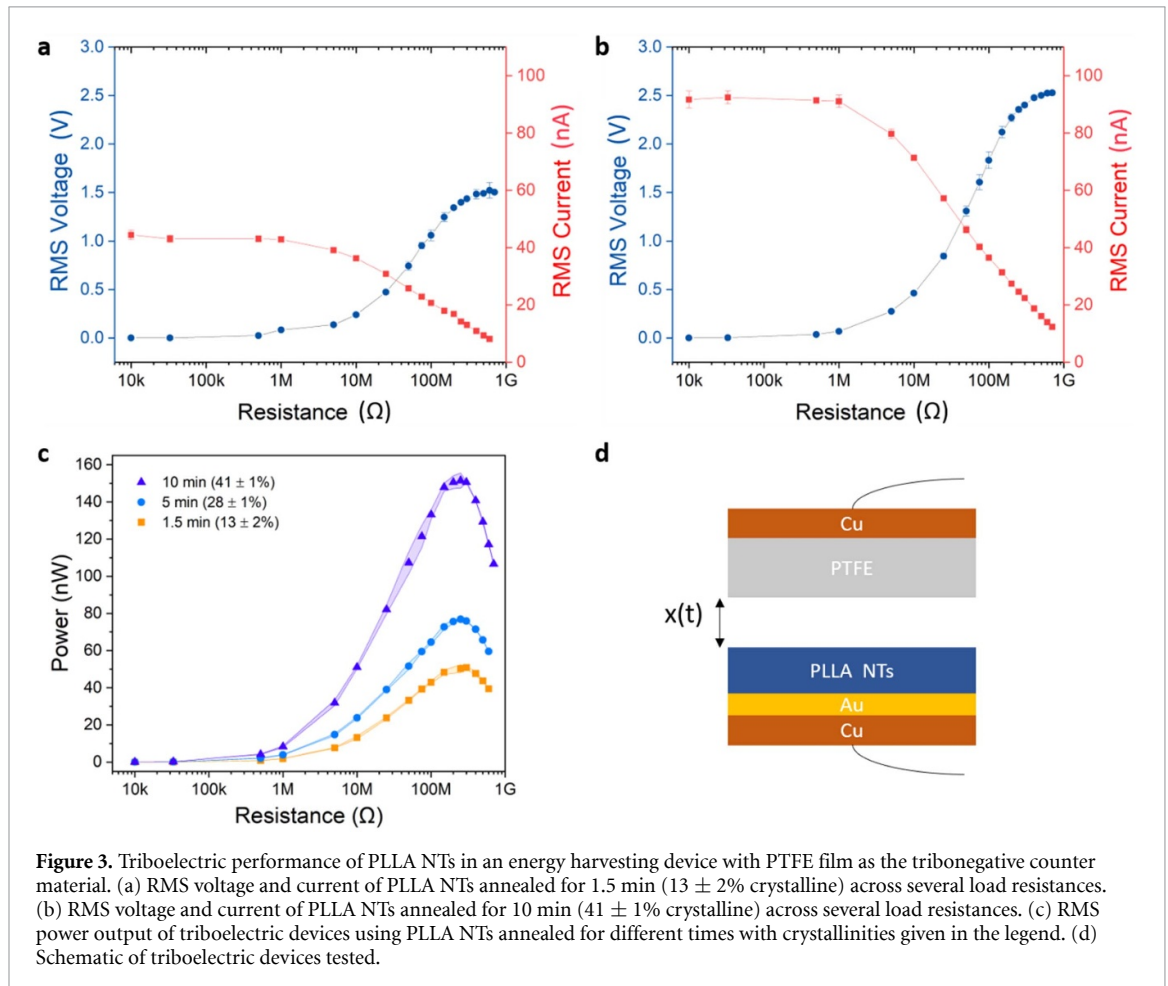 a
3.0
2.5
2.0
1.5
1.0
0.5
0.0
RMS Voltage (V)
100
80
60
40
20
0
RMS Current (nA)
10k 100k 1M 10M 100M 1G
Resistance (Ω)
b
3.0
2.5
2.0
1.5
1.0
0.5
0.0
RMS Voltage (V)
100
80
60
40
20
0
RMS Current (nA)
10k 100k 1M 10M 100M 1G
Resistance (Ω)
c
160
140
120
100
80
60
40
20
0
Power (nW)
10 min (41 ± 1%)
5 min (28 ± 1%)
1.5 min (13 ± 2%)
10k 100k 1M 10M 100M 1G
Resistance (Ω)
d
Cu
PTFE
x(t)
PLLA NTs
Au
Cu
Figure 3. Triboelectric performance of PLLA NTs in an energy harvesting device with PTFE film as the tribonegative counter
material. (a) RMS voltage and current of PLLA NTs annealed for 1.5 min (13 ± 2% crystalline) across several load resistances.
(b) RMS voltage and current of PLLA NTs annealed for 10 min (41 ± 1% crystalline) across several load resistances. (c) RMS
power output of triboelectric devices using PLLA NTs annealed for different times with crystallinities given in the legend. (d)
Schematic of triboelectric devices tested.